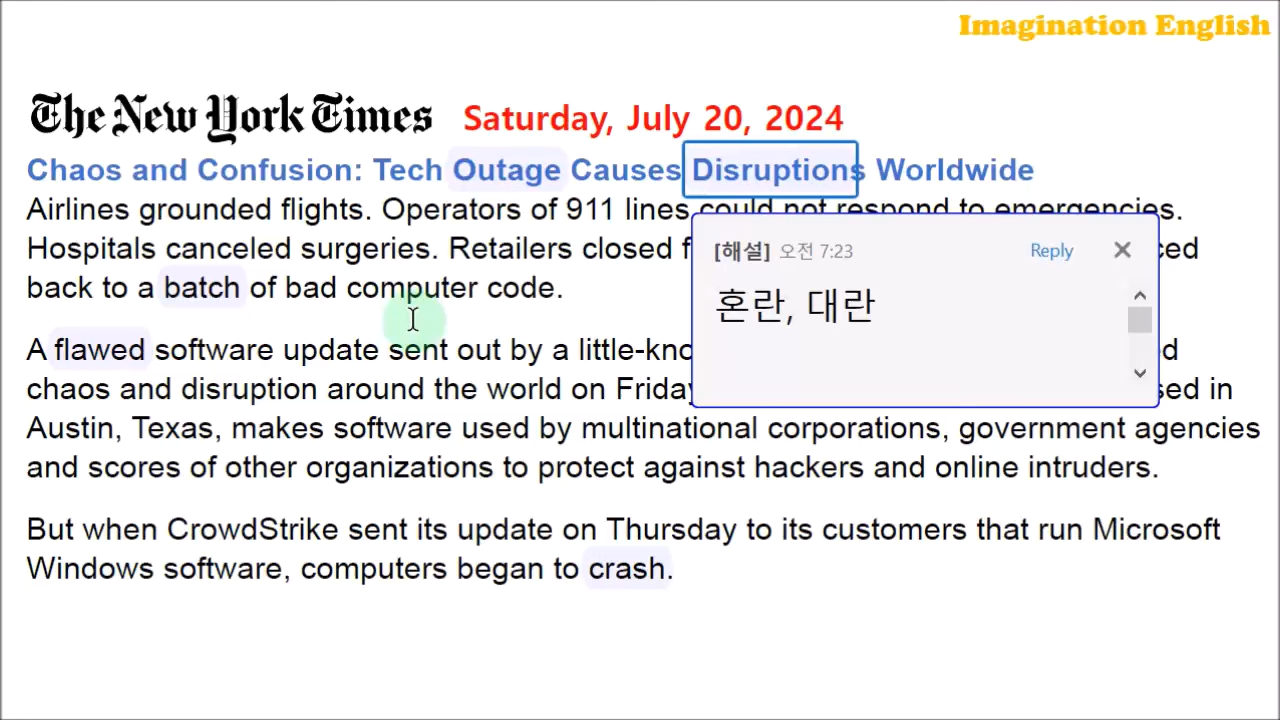 Imagination English
The New York Times Saturday, July 20, 2024
Chaos and Confusion: Tech Outage Causes Disruptions Worldwide
Airlines grounded flights. Operators of 911 lines could not respond to emergencies.
Hospitals canceled surgeries. Retailers closed
[해설] 오전 7:23 Reply
back to a batch of bad computer code.
혼란, 대란
A flawed software update sent out by a
chaos and disruption around the world on in
Austin, Texas, makes software used by multinational corporations, government agencies
and scores of other organizations to protect against hackers and online intruders.
But when CrowdStrike sent its update on Thursday to its customers that run Microsoft
Windows software, computers began to crash.